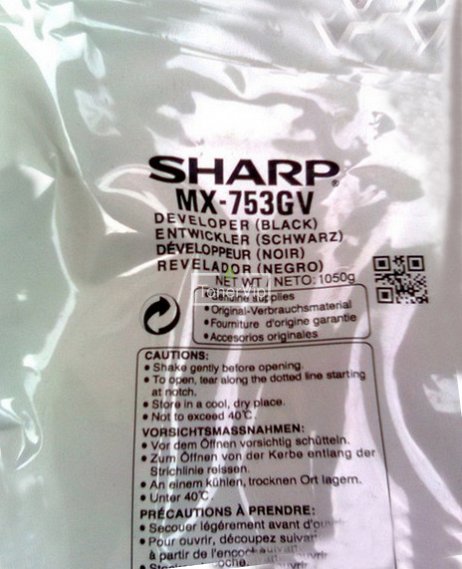 SHARP®
MX-753GV
DEVELOPER (BLACK)
ENTWICKLER (SCHWARZ)
DÉVELOPPEUR (NOIR)
REVELADOR (NEGRO)
NET WT. / NETO: 1050g
TonerVip
• Genuine supplies
• Original-Verbrauchsmaterial
• Fourniture d'origine garantie
• Accesorios originales
CAUTIONS:
• Shake gently before opening.
• To open, tear along the dotted line starting
at notch.
• Store in a cool, dry place.
• Not to exceed 40℃.
VORSICHTSMASSNAHMEN:
• Vor dem Öffnen vorsichtig schütteln.
• Zum Öffnen von der Kerbe entlang der
Strichlinie reissen.
• An einem kühlen, trocknen Ort lagern.
• Unter 40℃.
PRÉCAUTIONS À PRENDRE:
• Secouer légérement avant
• Pour ouvrir, découpez
à partir de